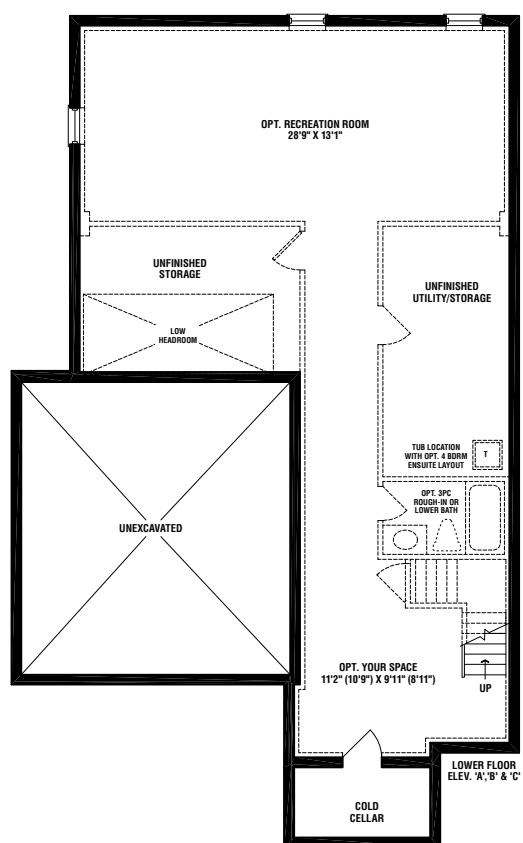 OPT. RECREATION ROOM
28'9" X 13'1"
UNFINISHED
STORAGE
UNFINISHED
UTILITY/STORAGE
LOW
HEADROOM
TUB LOCATION
WITH OPT. 4 BDRM
ENSUITE LAYOUT
T
OPT. 3PC
ROUGH-IN OR
LOWER BATH
UNEXCAVATED
OPT. YOUR SPACE
11'2" (10'9") X 9'11" (8'11")
UP
LOWER FLOOR
ELEV. 'A','B' & 'C'
COLD
CELLAR